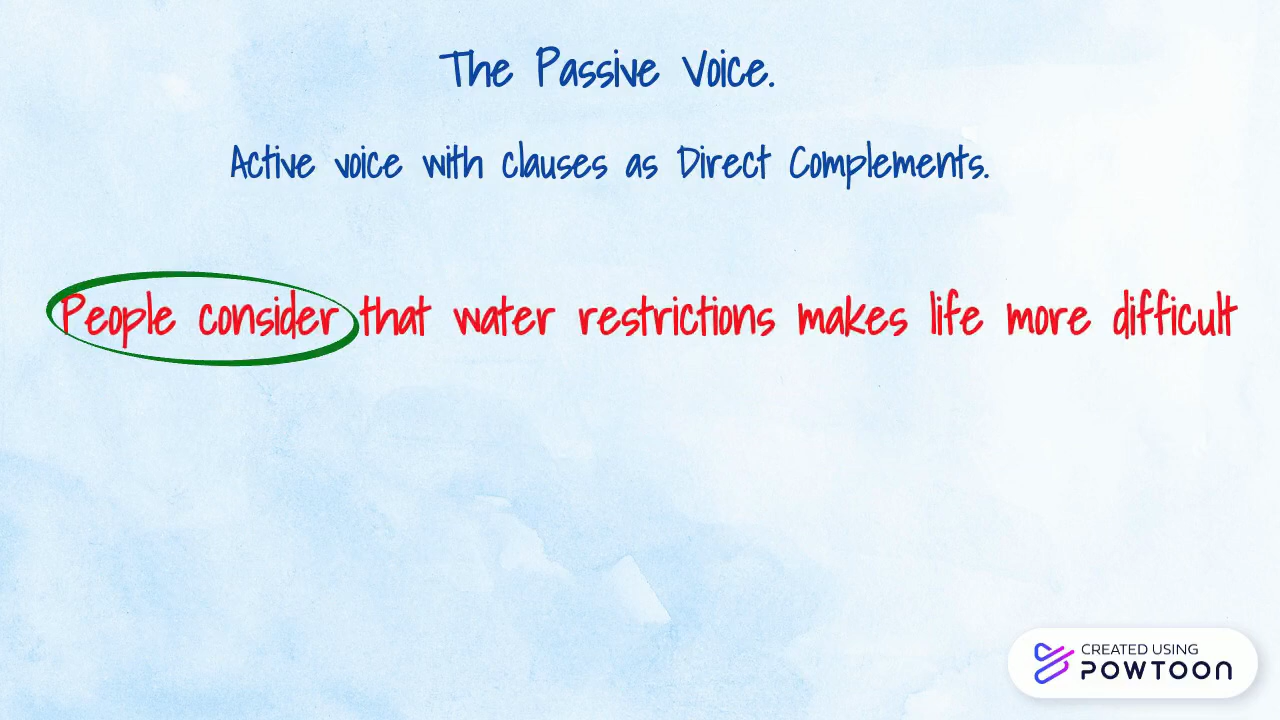 The Passive Voice.
Active voice with clauses as Direct Complements.
People consider that water restrictions makes life more difficult
CREATED USING
POWTOON